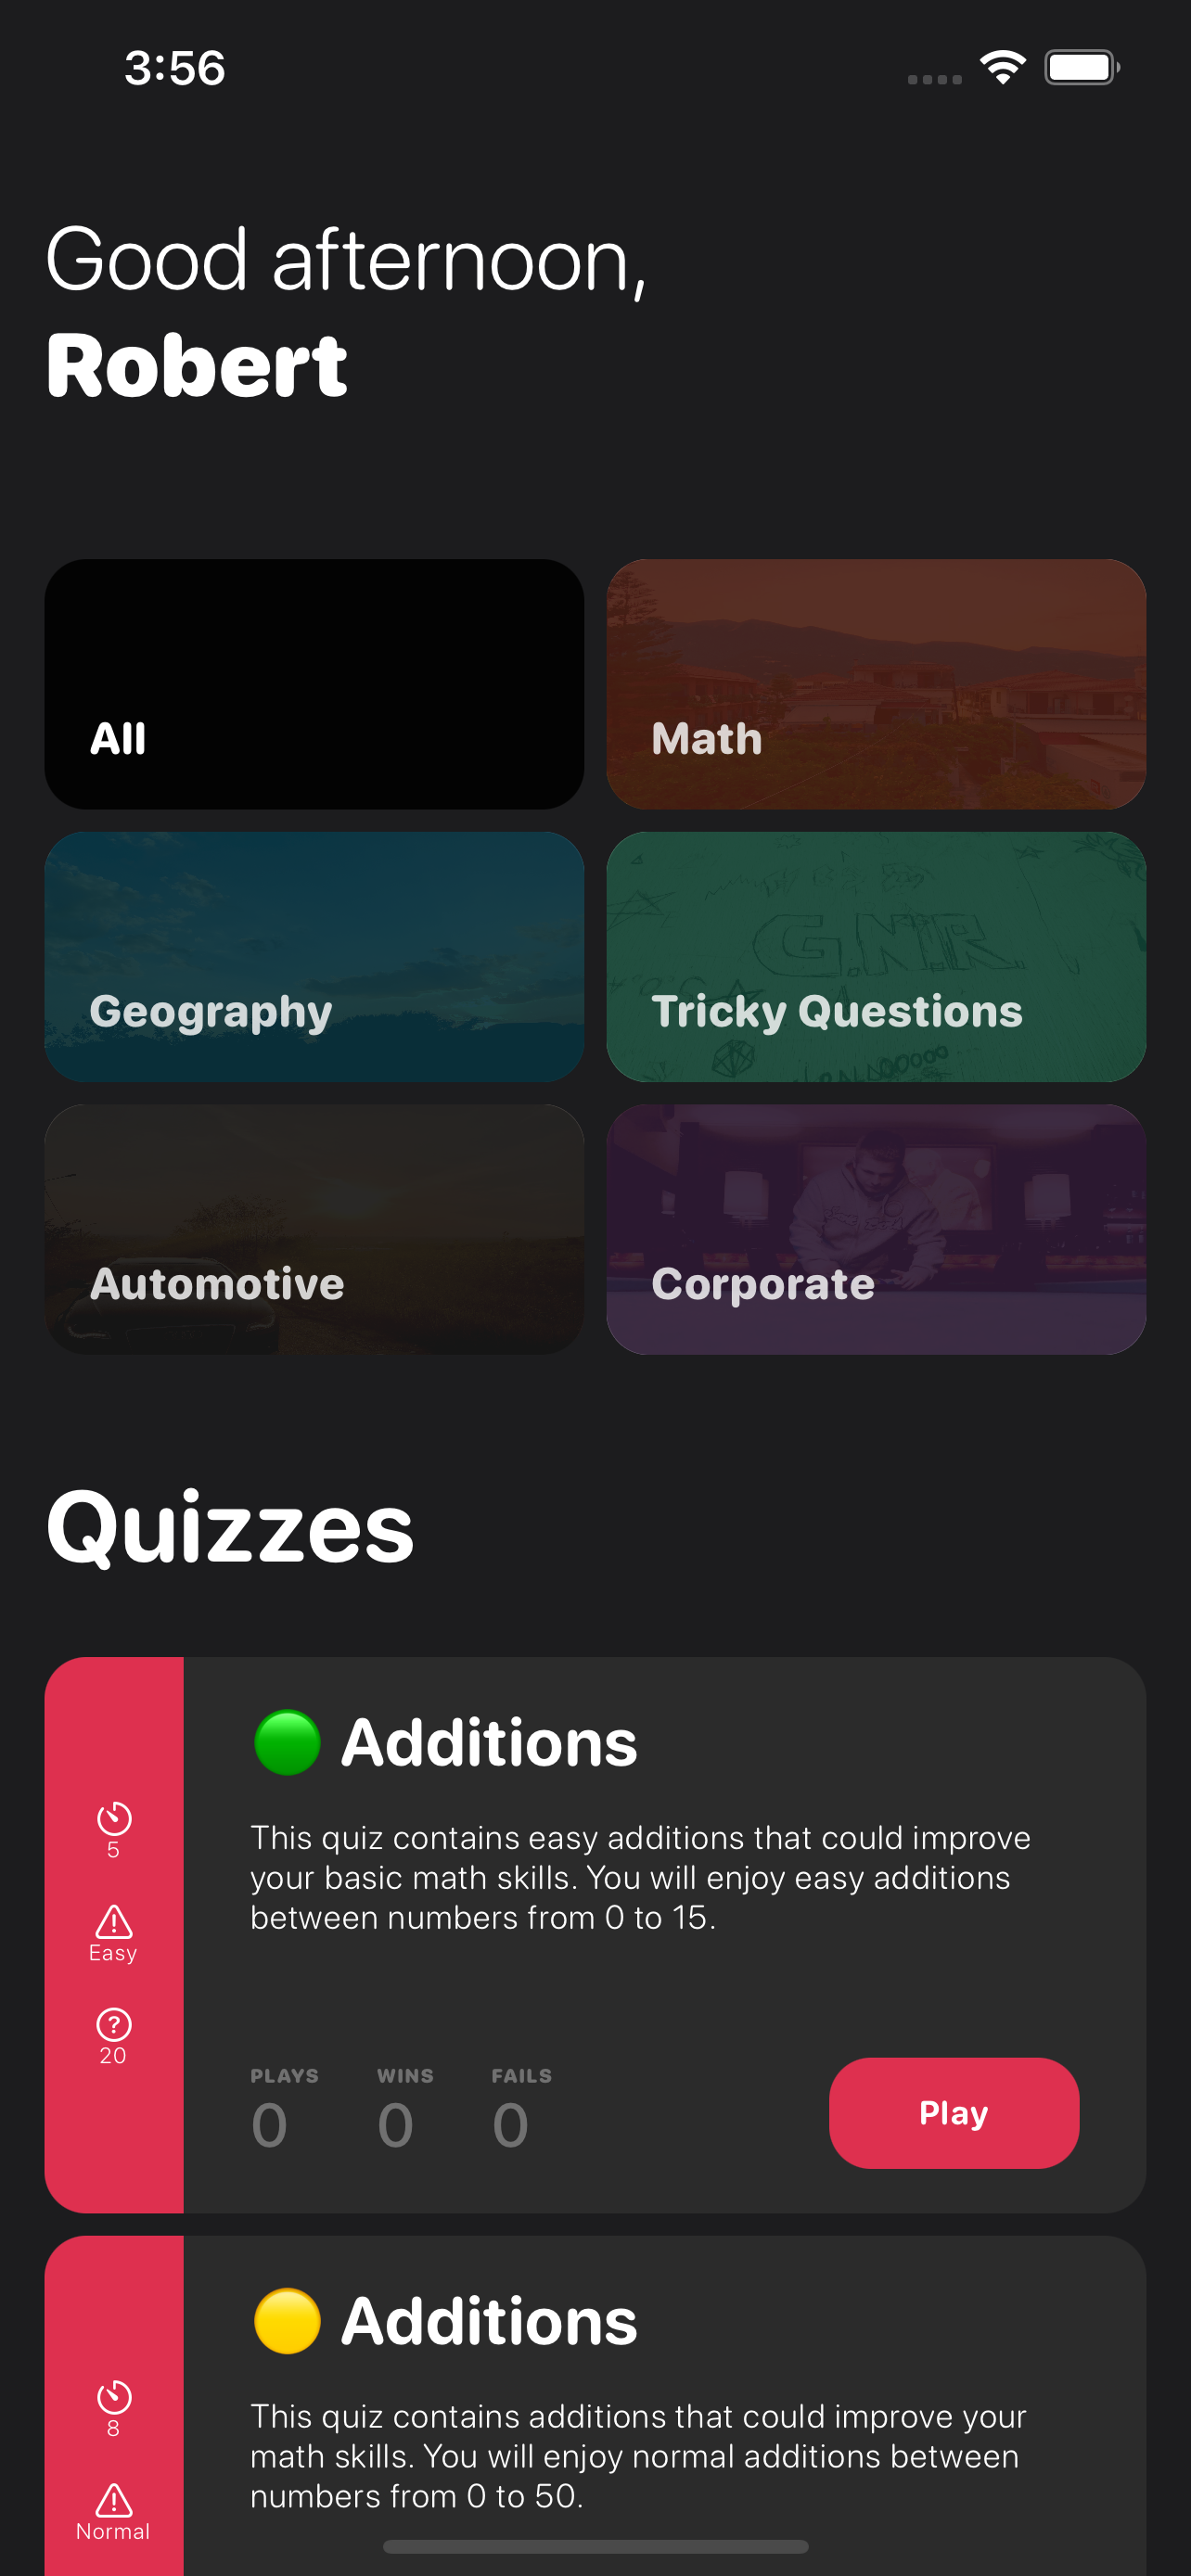 3:56
Good afternoon,
Robert
All
Math
Geography
G.N.R.
Tricky Questions
Automotive
Corporate
Quizzes
🟢 Additions
This quiz contains easy additions that could improve
your basic math skills. You will enjoy easy additions
between numbers from 0 to 15.
5
Easy
20
PLAYS
WINS
FAILS
0
0
0
Play
🟡 Additions
This quiz contains additions that could improve your
math skills. You will enjoy normal additions between
numbers from 0 to 50.
8
Normal